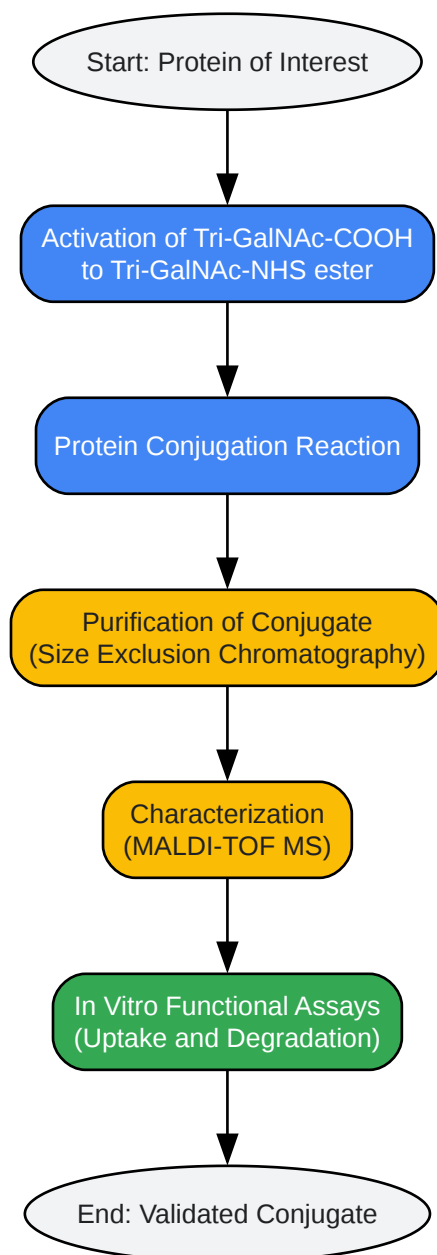 Start: Protein of Interest
Activation of Tri-GalNAc-COOH
to Tri-GalNAc-NHS ester
Protein Conjugation Reaction
Purification of Conjugate
(Size Exclusion Chromatography)
Characterization
(MALDI-TOF MS)
In Vitro Functional Assays
(Uptake and Degradation)
End: Validated Conjugate